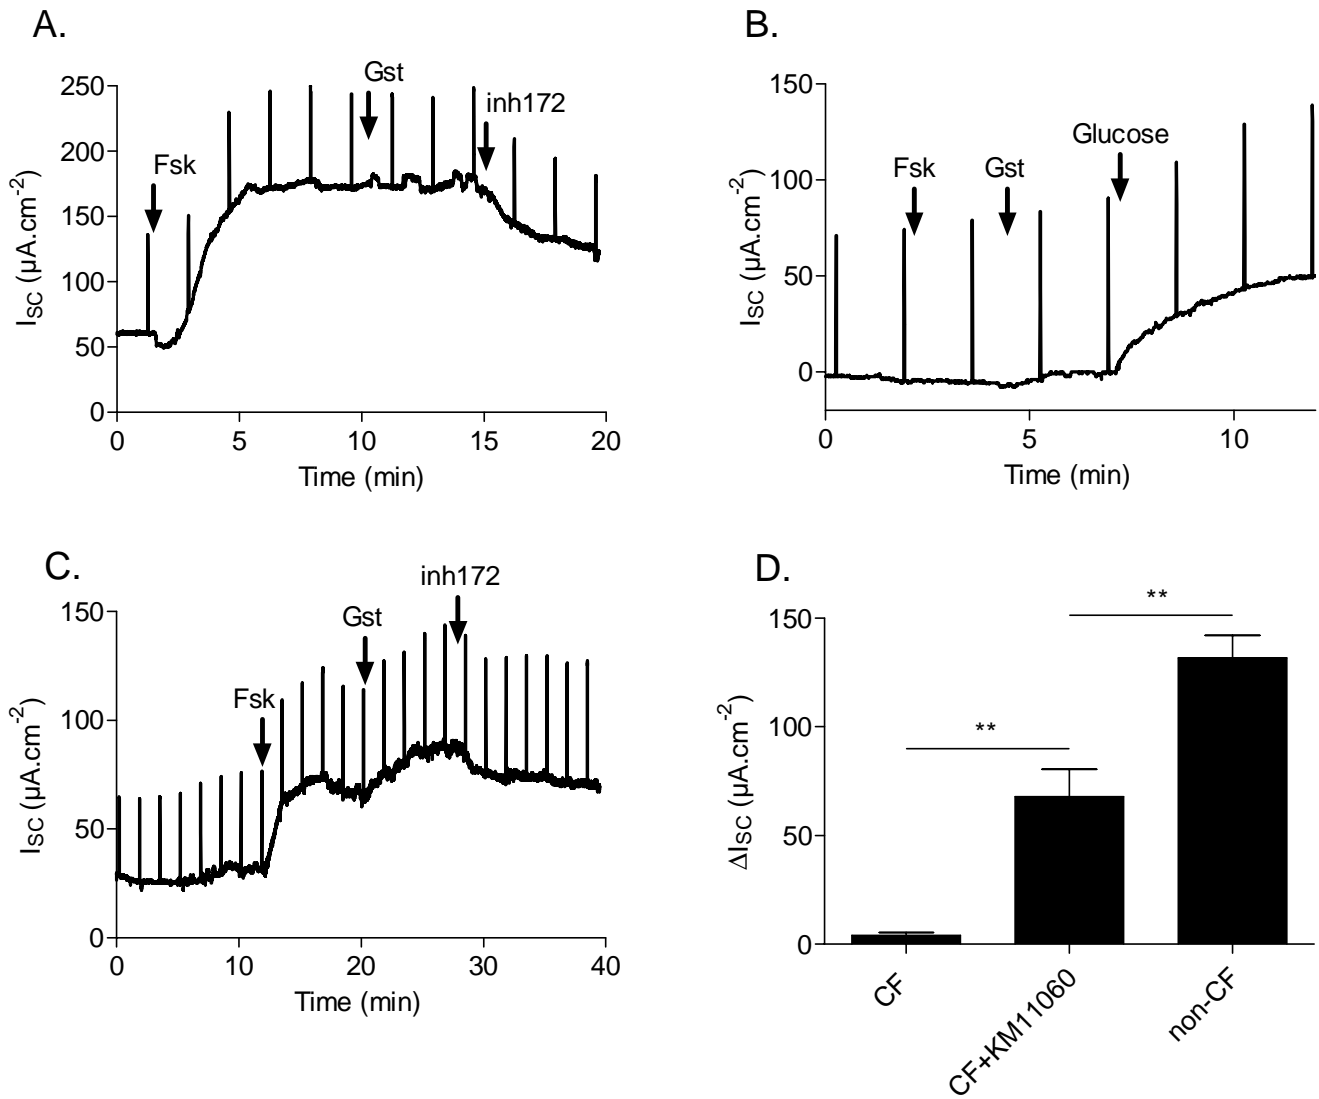 A.
250
200
150
100
50
0
I_SC (µA.cm⁻²)
Fsk
Gst
inh172
0 5 10 15 20
Time (min)
B.
150
100
50
0
I_SC (µA.cm⁻²)
Fsk
Gst
Glucose
0 5 10
Time (min)
C.
150
100
50
0
I_SC (µA.cm⁻²)
Fsk
Gst
inh172
0 10 20 30 40
Time (min)
D.
150
100
50
0
ΔI_SC (µA.cm⁻²)
**
**
CF
CF+KM11060
non-CF